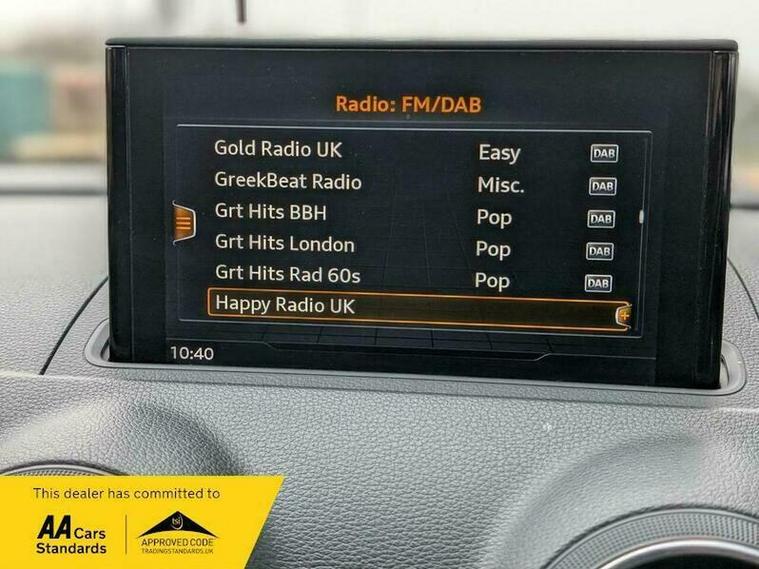 Radio: FM/DAB
Gold Radio UK Easy DAB
GreekBeat Radio Misc. DAB
Grt Hits BBH Pop DAB
Grt Hits London Pop DAB
Grt Hits Rad 60s Pop DAB
Happy Radio UK
10:40
This dealer has committed to
AA Cars
Standards
tsi
APPROVED CODE
TRADINGSTANDARDS.UK